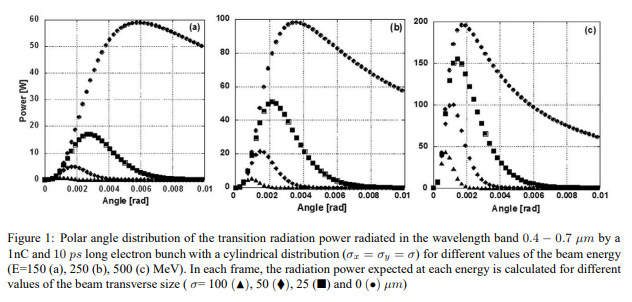 60
50
40
30
20
10
0
Power [W]
(a)
0 0.002 0.004 0.006 0.008 0.01
Angle [rad]
100
80
60
40
20
0
(b)
0 0.002 0.004 0.006 0.008 0.01
Angle [rad]
200
150
100
50
0
(c)
0 0.002 0.004 0.006 0.008 0.01
Angle [rad]
Figure 1: Polar angle distribution of the transition radiation power radiated in the wavelength band 0.4 − 0.7 μm by a
1nC and 10 ps long electron bunch with a cylindrical distribution (σx = σy = σ) for different values of the beam energy
(E=150 (a), 250 (b), 500 (c) MeV). In each frame, the radiation power expected at each energy is calculated for different
values of the beam transverse size ( σ= 100 (▲), 50 (♦), 25 (■) and 0 (•) μm)